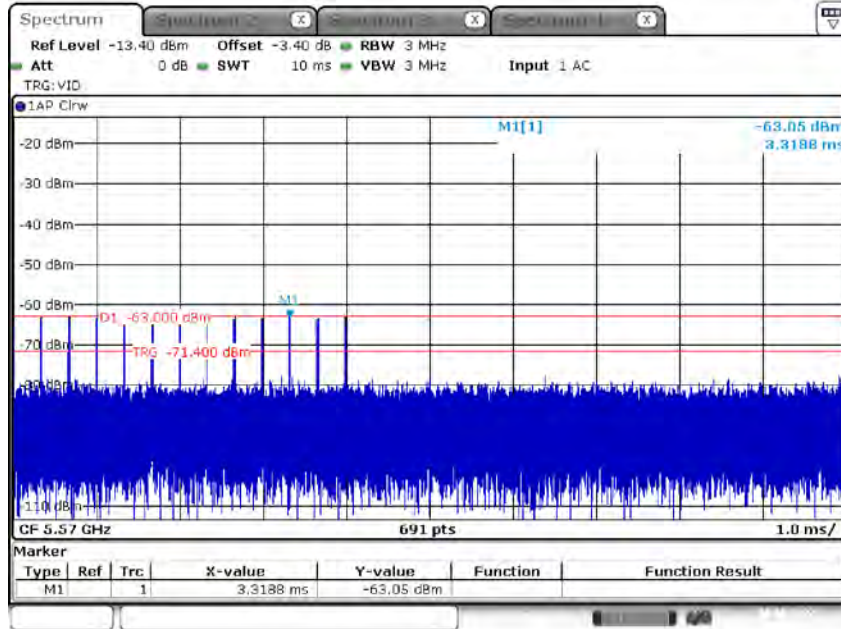 Spectrum
Ref Level -13.40 dBm Offset -3.40 dB RBW 3 MHz
Att 0 dB SWT 10 ms VBW 3 MHz Input 1 AC
TRG:VID
1AP Clrw
M1[1] -63.05 dBm
3.3188 ms
-20 dBm
-30 dBm
-40 dBm
-50 dBm
-60 dBm
M1
D1 -63.000 dBm
-70 dBm
TRG -71.400 dBm
-80 dBm
-110 dBm
CF 5.57 GHz 691 pts 1.0 ms/
Marker
Type Ref Trc X-value Y-value Function Function Result
M1 1 3.3188 ms -63.05 dBm